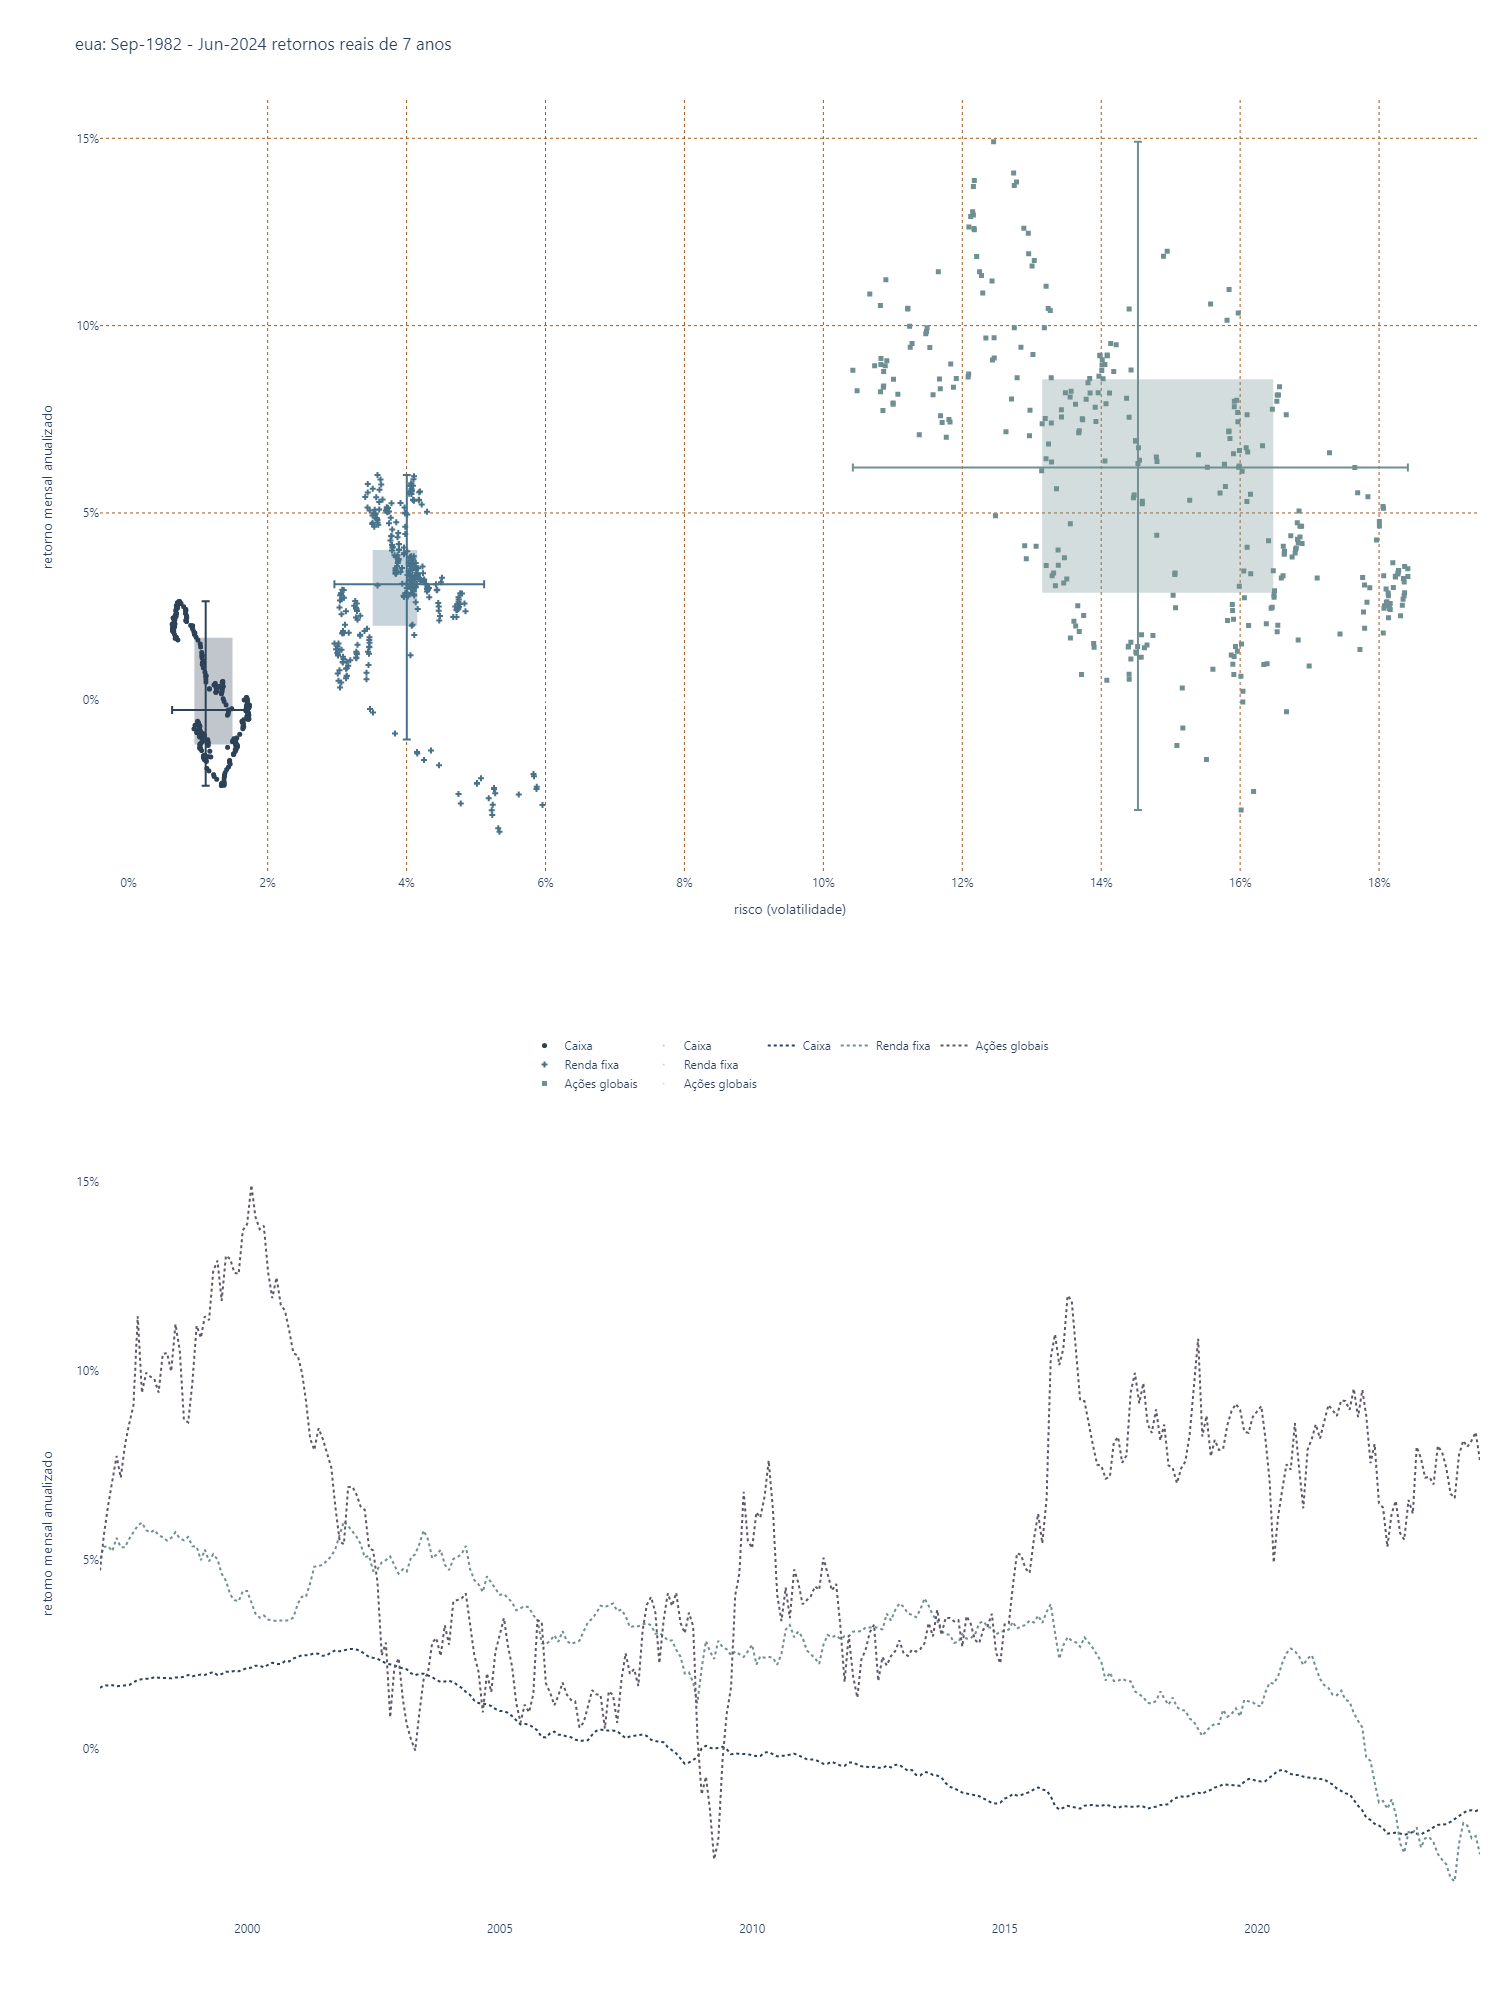 eua: Sep-1982 - Jun-2024 retornos reais de 7 anos
15%
10%
5%
0%
retorno mensal anualizado
0% 2% 4% 6% 8% 10% 12% 14% 16% 18%
risco (volatilidade)
Caixa Caixa Caixa Renda fixa Ações globais
Renda fixa Renda fixa
Ações globais Ações globais
15%
10%
5%
0%
retorno mensal anualizado
2000 2005 2010 2015 2020